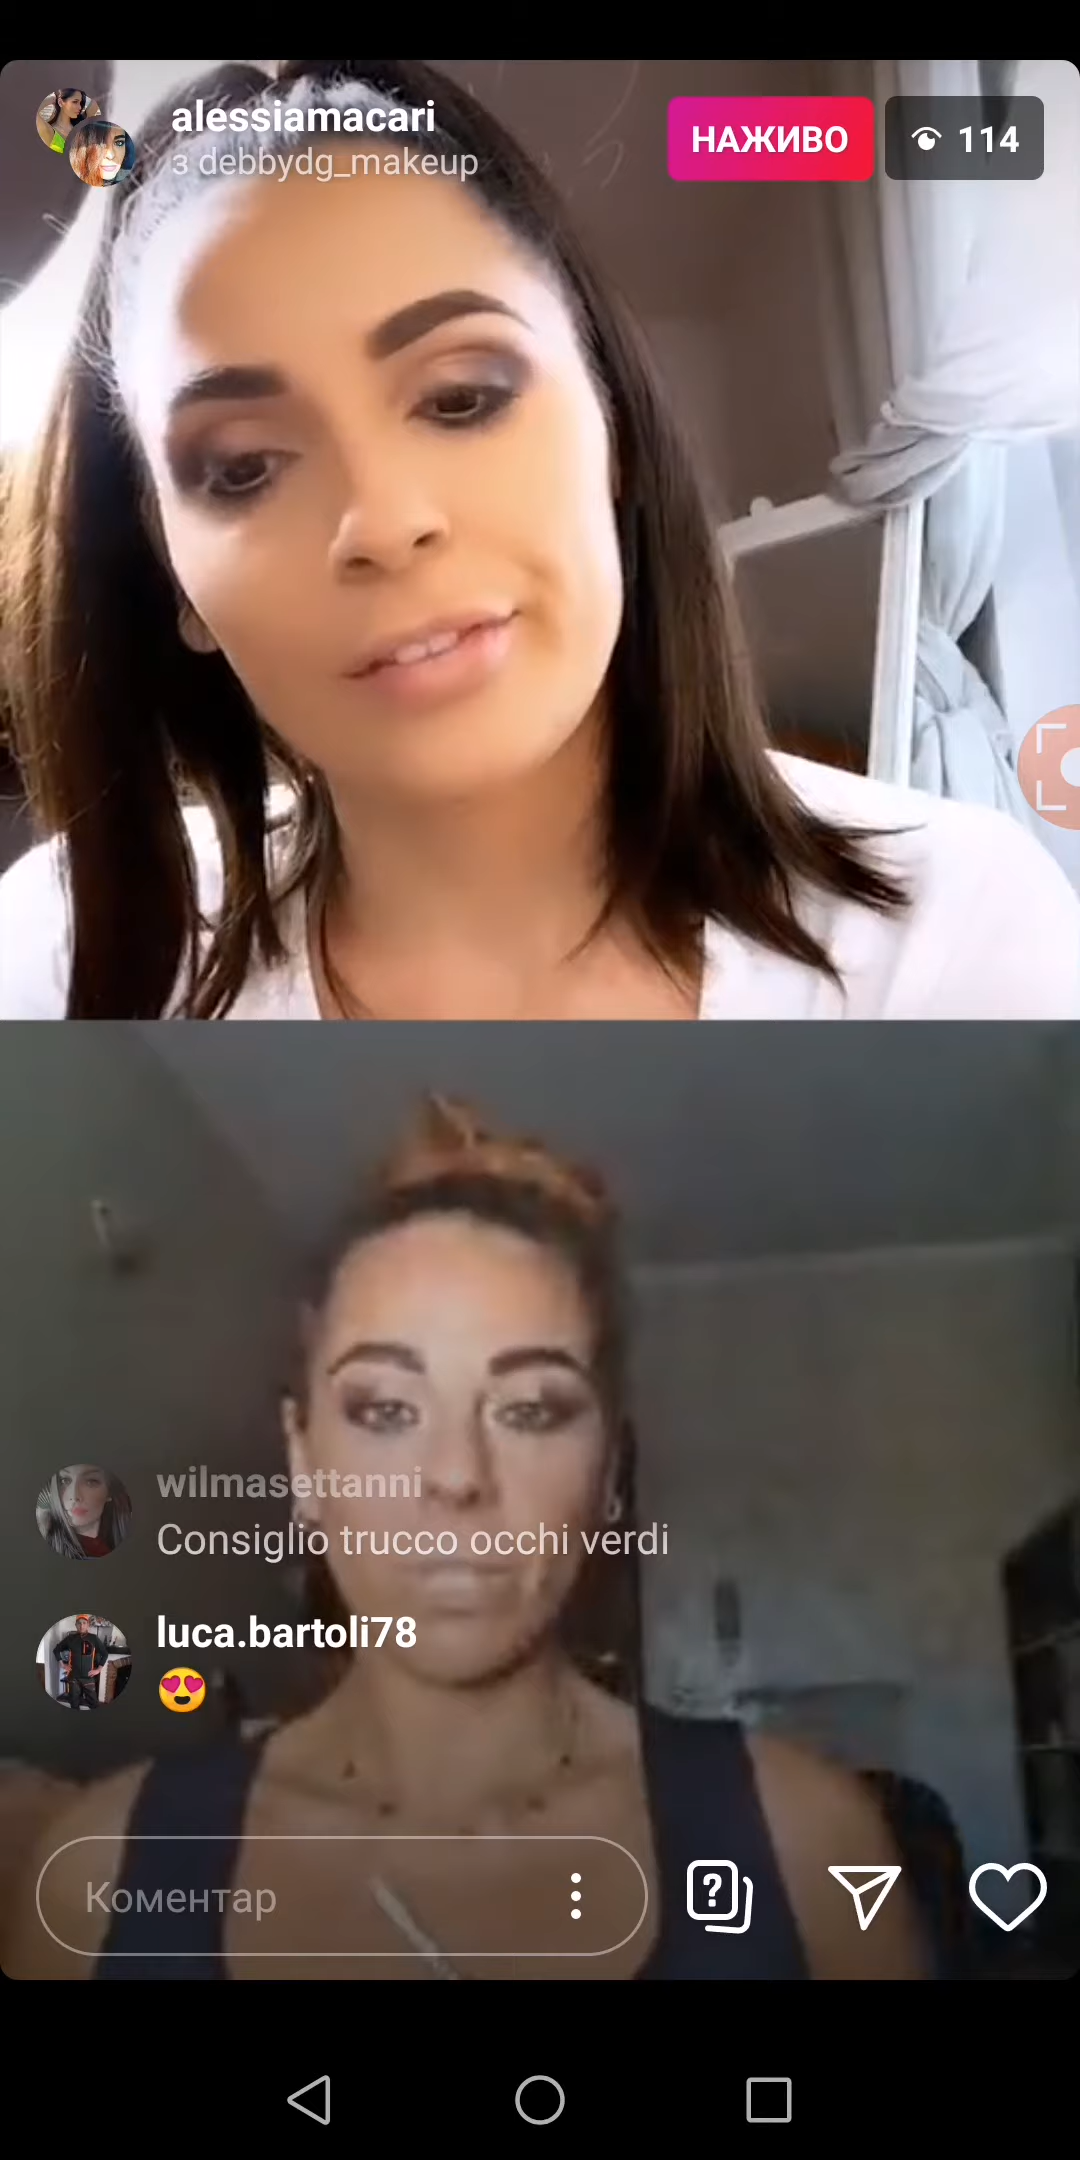 alessiamacari
з debbydg_makeup
НАЖИВО
114
wilmasettanni
Consiglio trucco occhi verdi
luca.bartoli78
😍
Коментар